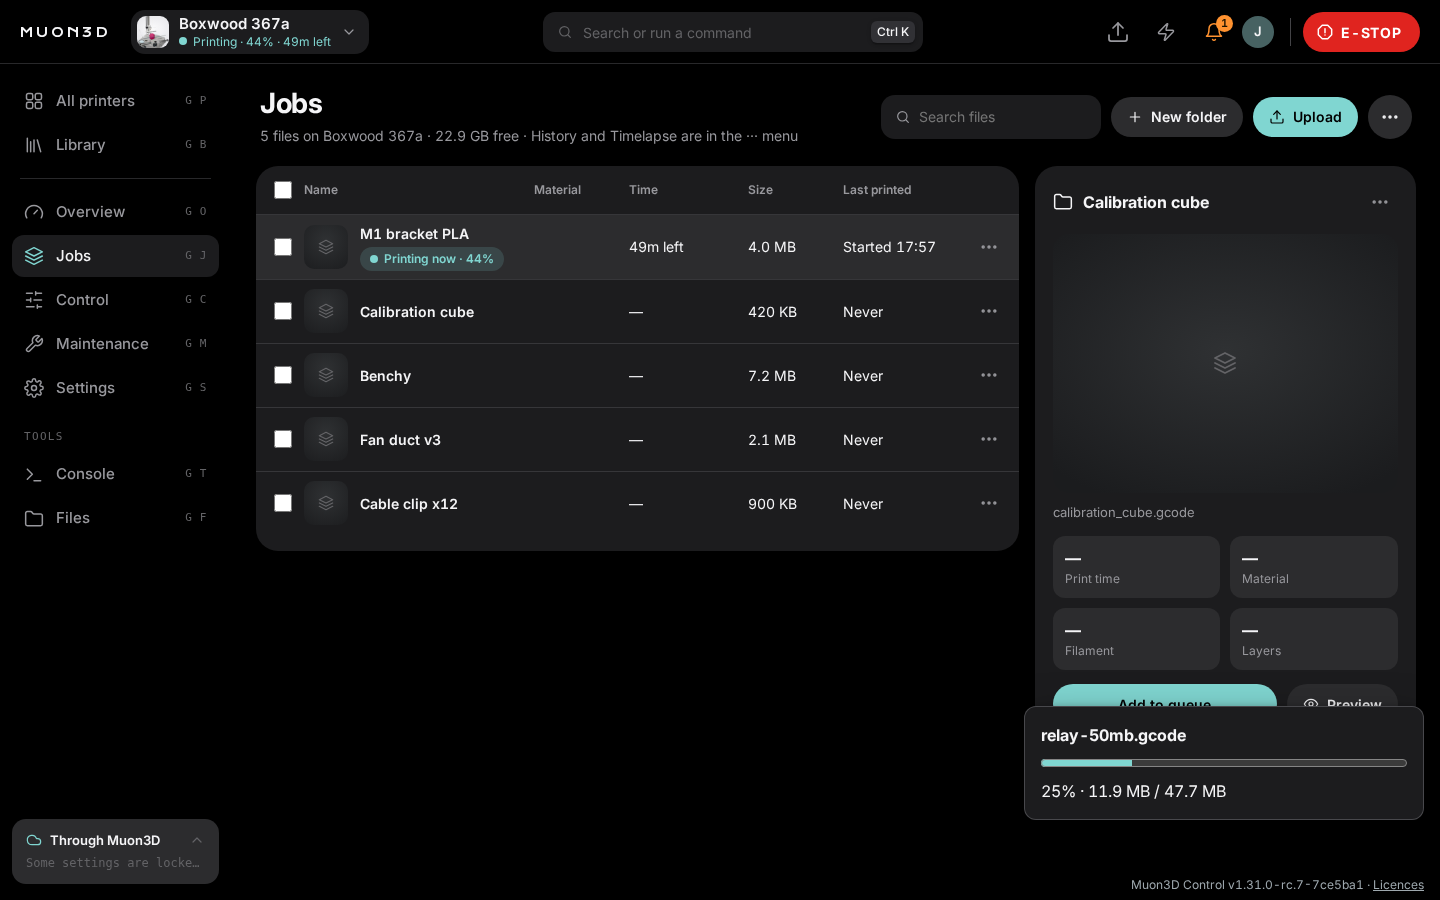 MUON3D
Boxwood 367a
Printing · 44% · 49m left
Search or run a command
Ctrl K
1
J
E-STOP
All printers
G P
Library
G B
Overview
G O
Jobs
G J
Control
G C
Maintenance
G M
Settings
G S
TOOLS
Console
G T
Files
G F
Through Muon3D
Some settings are locke…
Jobs
5 files on Boxwood 367a · 22.9 GB free · History and Timelapse are in the ··· menu
Search files
New folder
Upload
Name Material Time Size Last printed
M1 bracket PLA
Printing now · 44%
49m left 4.0 MB Started 17:57
Calibration cube — 420 KB Never
Benchy — 7.2 MB Never
Fan duct v3 — 2.1 MB Never
Cable clip x12 — 900 KB Never
Calibration cube
calibration_cube.gcode
—
Print time
—
Material
—
Filament
—
Layers
Add to queue
Preview
relay-50mb.gcode
25% · 11.9 MB / 47.7 MB
Muon3D Control v1.31.0-rc.7-7ce5ba1 · Licences